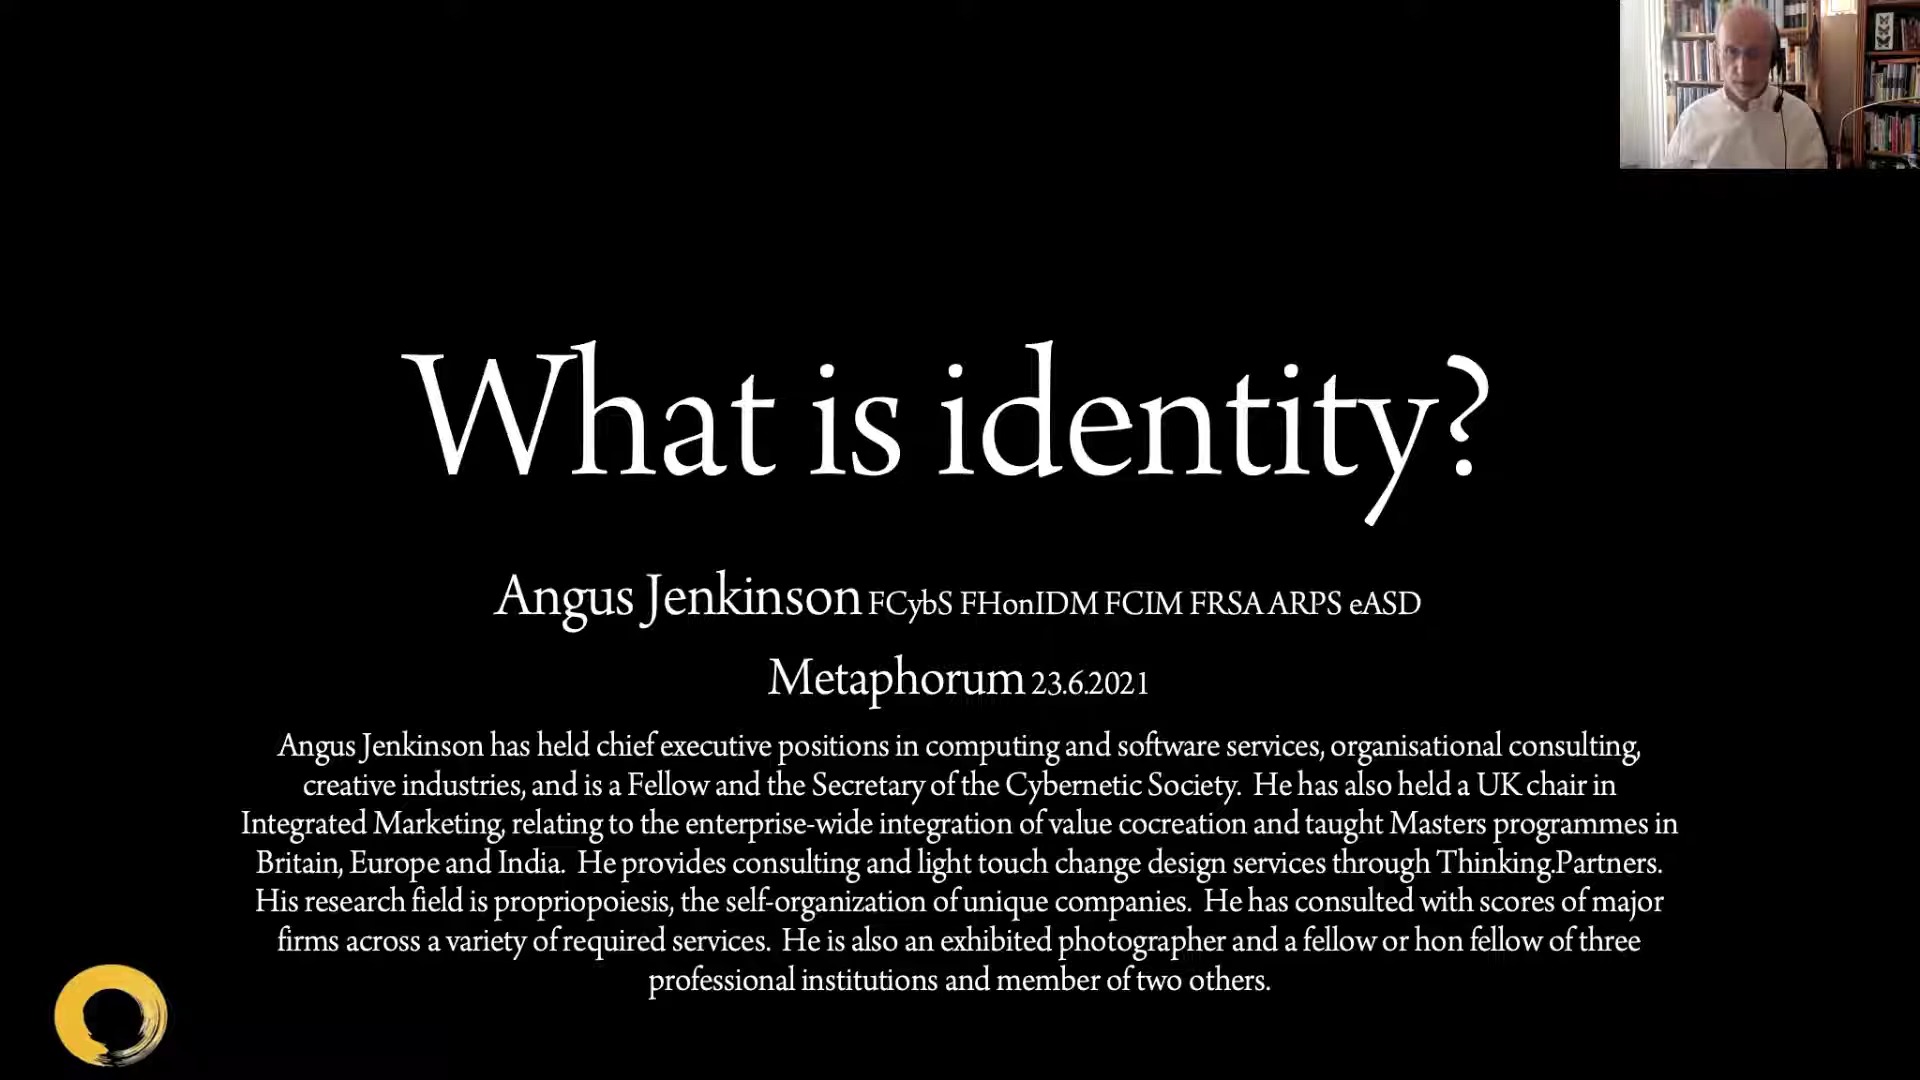 What is identity?
Angus Jenkinson FCybS FHonIDM FCIM FRSA ARPS eASD
Metaphorum 23.6.2021
Angus Jenkinson has held chief executive positions in computing and software services, organisational consulting,
creative industries, and is a Fellow and the Secretary of the Cybernetic Society. He has also held a UK chair in
Integrated Marketing, relating to the enterprise-wide integration of value cocreation and taught Masters programmes in
Britain, Europe and India. He provides consulting and light touch change design services through Thinking.Partners.
His research field is propriopoiesis, the self-organization of unique companies. He has consulted with scores of major
firms across a variety of required services. He is also an exhibited photographer and a fellow or hon fellow of three
professional institutions and member of two others.